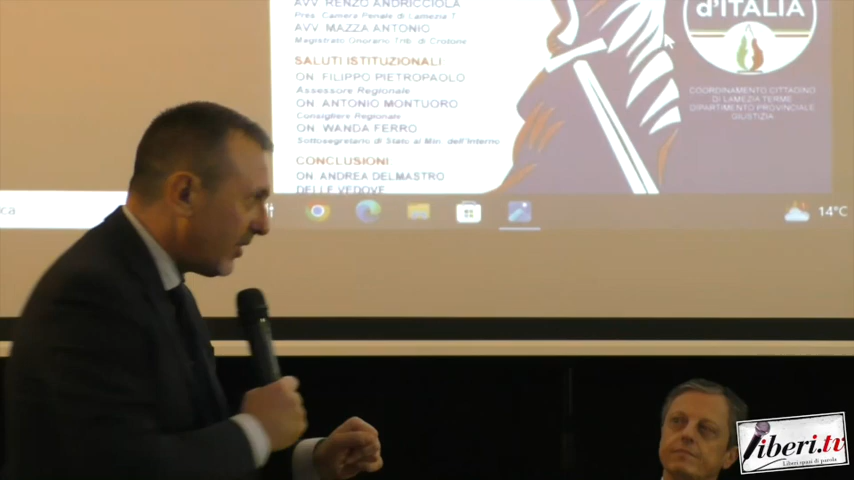 AVV. RENZO ANDRICCIOLA
Pres. Camera Penale di Lamezia T.
AVV. MAZZA ANTONIO
Magistrato Onorario Trib. di Crotone
SALUTI ISTITUZIONALI
ON. FILIPPO PIETROPAOLO
Assessore Regionale
ON. ANTONIO MONTUORO
Consigliere Regionale
ON. WANDA FERRO
Sottosegretario di Stato al Min. dell'Interno
CONCLUSIONI
ON. ANDREA DELMASTRO
DELLE VEDOVE
d'ITALIA
COORDINAMENTO CITTADINO
DI LAMEZIA TERME
DIPARTIMENTO PROVINCIALE
GIUSTIZIA
ca
14°C
liberi.tv
Liberi spazi di parola